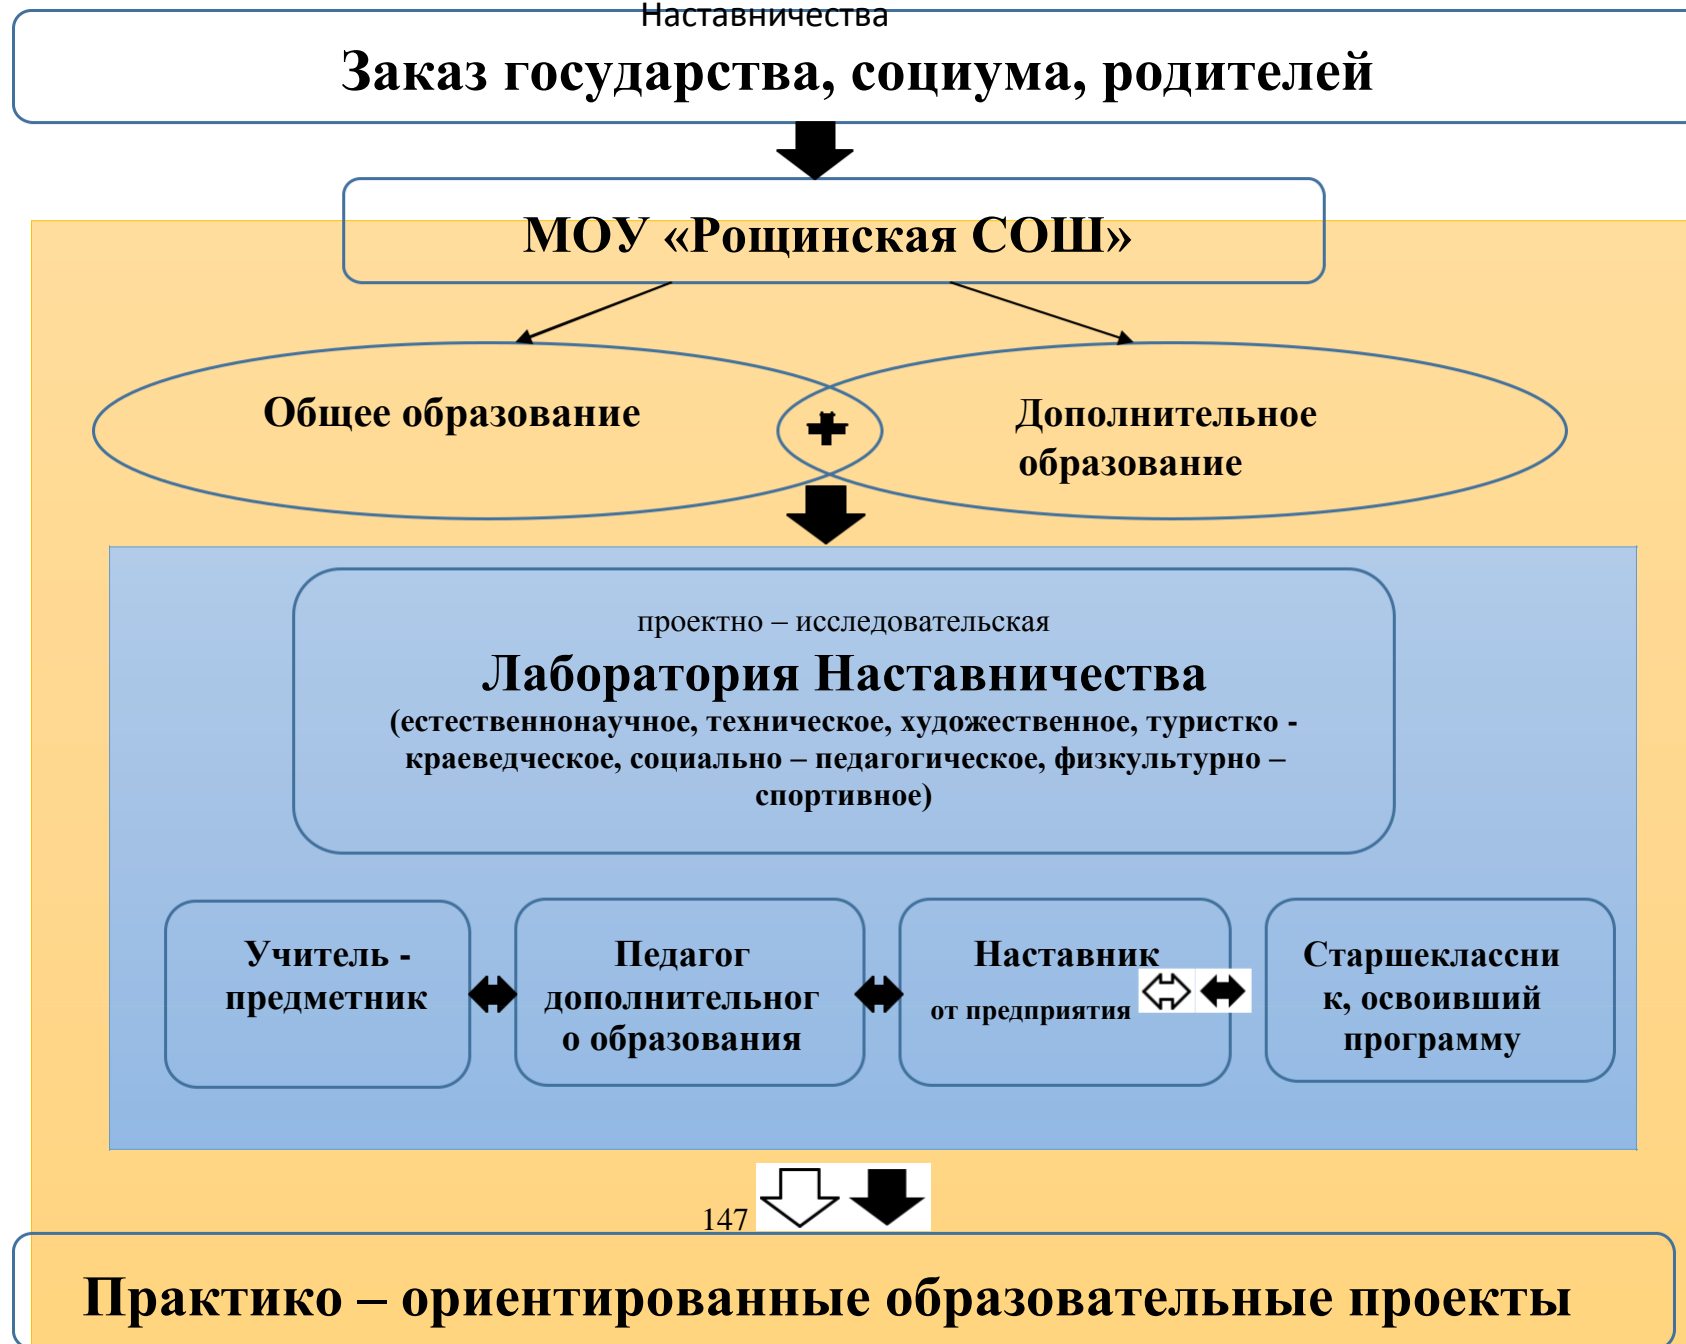 Наставничества
Заказ государства, социума, родителей
МОУ «Рощинская СОШ»
Общее образование
Дополнительное
образование
проектно – исследовательская
Лаборатория Наставничества
(естественнонаучное, техническое, художественное, туристко -
краеведческое, социально – педагогическое, физкультурно –
спортивное)
Учитель -
предметник
Педагог
дополнительног
о образования
Наставник
от предприятия
Старшеклассни
к, освоивший
программу
147
Практико – ориентированные образовательные проекты